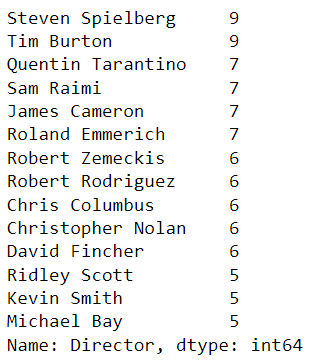 Steven Spielberg 9
Tim Burton 9
Quentin Tarantino 7
Sam Raimi 7
James Cameron 7
Roland Emmerich 7
Robert Zemeckis 6
Robert Rodriguez 6
Chris Columbus 6
Christopher Nolan 6
David Fincher 6
Ridley Scott 5
Kevin Smith 5
Michael Bay 5
Name: Director, dtype: int64